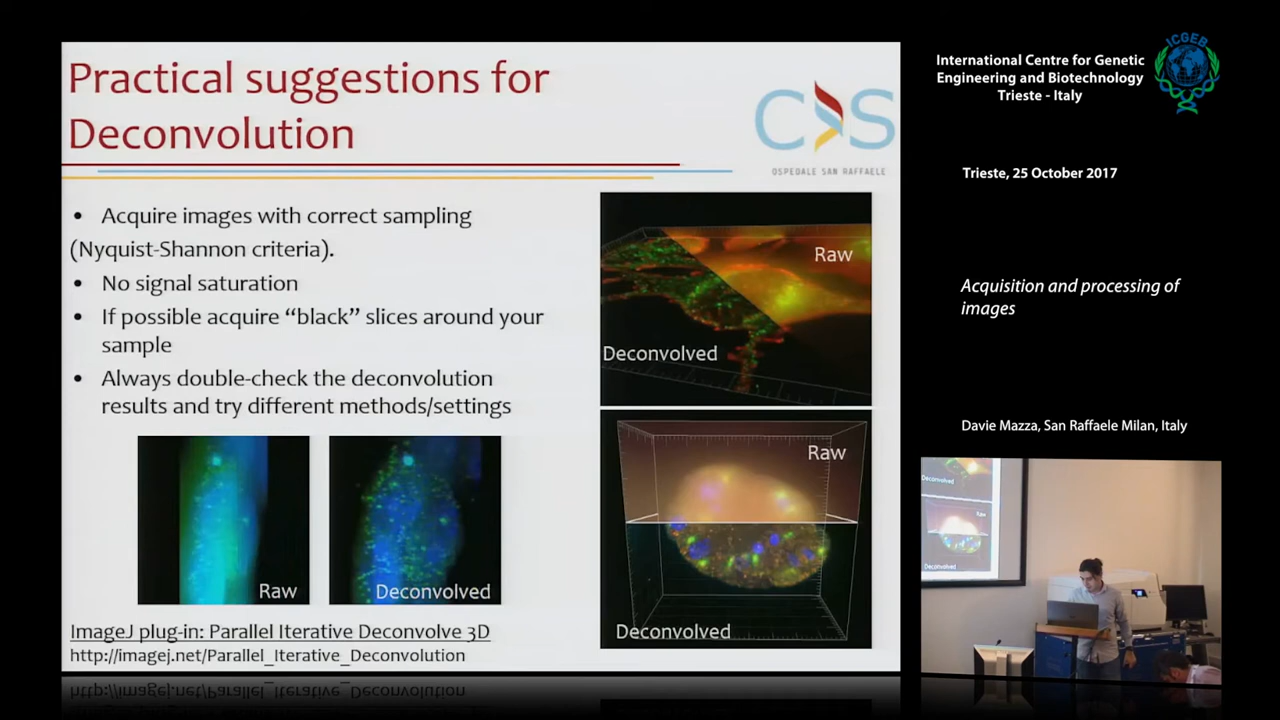 Practical suggestions for
Deconvolution
CIS
OSPEDALE SAN RAFFAELE
• Acquire images with correct sampling
(Nyquist-Shannon criteria).
• No signal saturation
• If possible acquire “black” slices around your
sample
• Always double-check the deconvolution
results and try different methods/settings
Raw
Deconvolved
Raw
Deconvolved
Raw
Deconvolved
ImageJ plug-in: Parallel Iterative Deconvolve 3D
http://imagej.net/Parallel_Iterative_Deconvolution
International Centre for Genetic
Engineering and Biotechnology
Trieste - Italy
ICGEB
Trieste, 25 October 2017
Acquisition and processing of
images
Davie Mazza, San Raffaele Milan, Italy
Deconvolved
Raw
Deconvolved